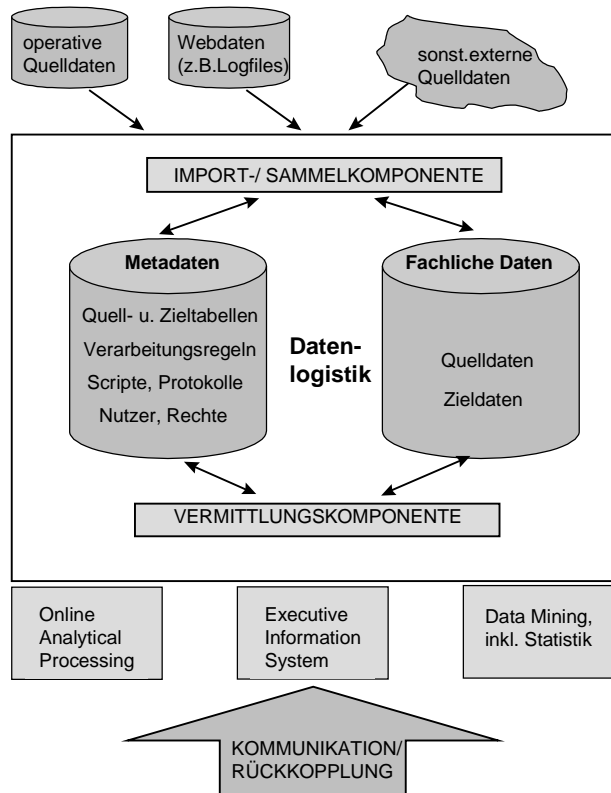 operative
Quelldaten
Webdaten
(z.B.Logfiles)
sonst.externe
Quelldaten
IMPORT-/ SAMMELKOMPONENTE
Metadaten
Quell- u. Zieltabellen
Verarbeitungsregeln
Scripte, Protokolle
Nutzer, Rechte
Daten-
logistik
Fachliche Daten
Quelldaten
Zieldaten
VERMITTLUNGSKOMPONENTE
Online
Analytical
Processing
Executive
Information
System
Data Mining,
inkl. Statistik
KOMMUNIKATION/
RÜCKKOPPLUNG